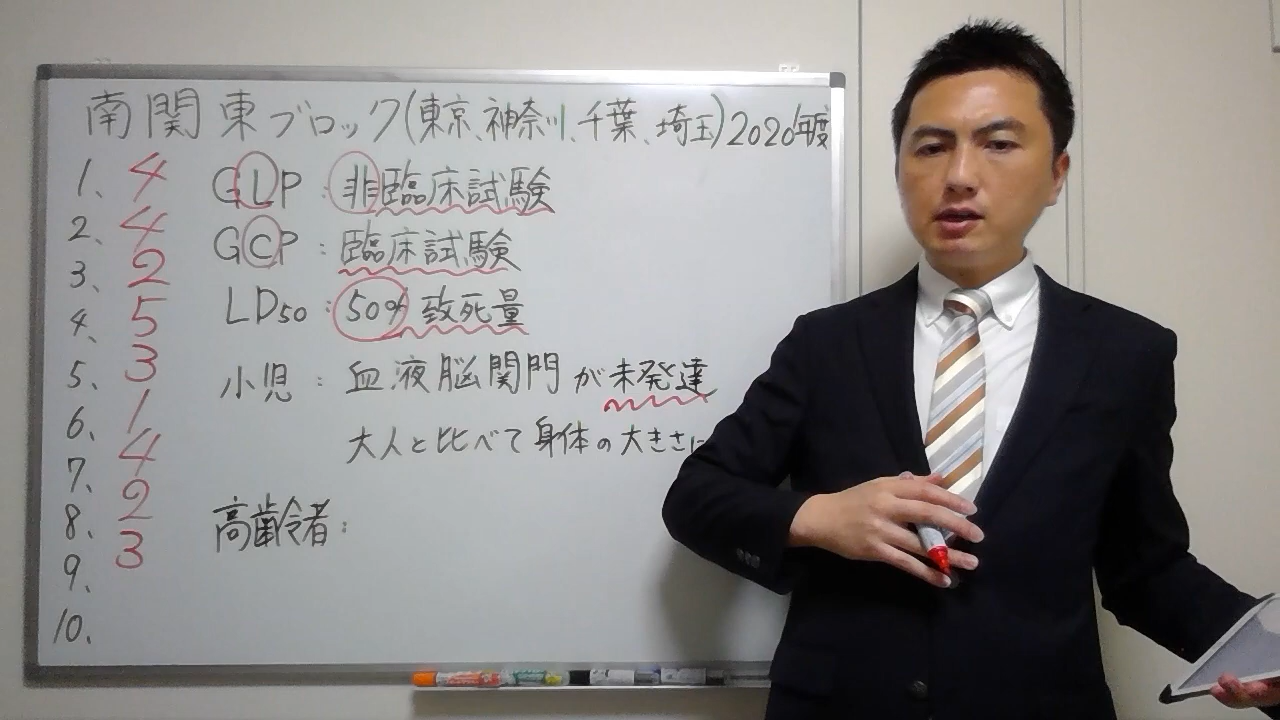 南関東ブロック(東京、神奈川、千葉、埼玉)2020年度
1、4 GLP:非臨床試験
2、4 GCP:臨床試験
3、2 LD50:50%致死量
4、5
5、3 小児:血液脳関門が未発達
6、1 大人と比べて身体の大きさに
7、4
8、2 高齢者:
9、3
10、